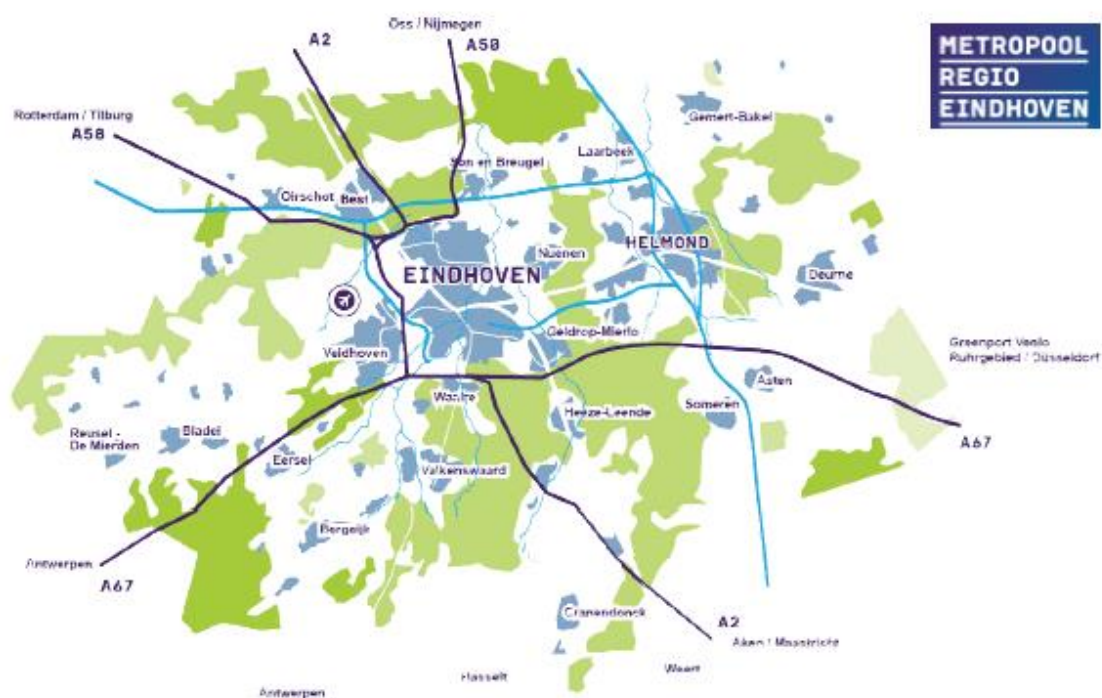 Oss / Nijmegen
A2
A50
METROPOOL
REGIO
EINDHOVEN
Rotterdam / Tilburg
A58
Gemert-Bakel
Laarbeek
Son en Breugel
Oirschot
Best
HELMOND
Nuenen
EINDHOVEN
Deurne
Geldrop-Mierlo
Veldhoven
Greenport Venlo
Ruhrgebied / Düsseldorf
Asten
Waalre
Someren
Heeze-Leende
Reusel -
De Mierden
Bladel
A67
Eersel
Valkenswaard
Bergeijk
Antwerpen
A67
Cranendonck
A2
Aken / Maastricht
Weert
Hasselt
Antwerpen